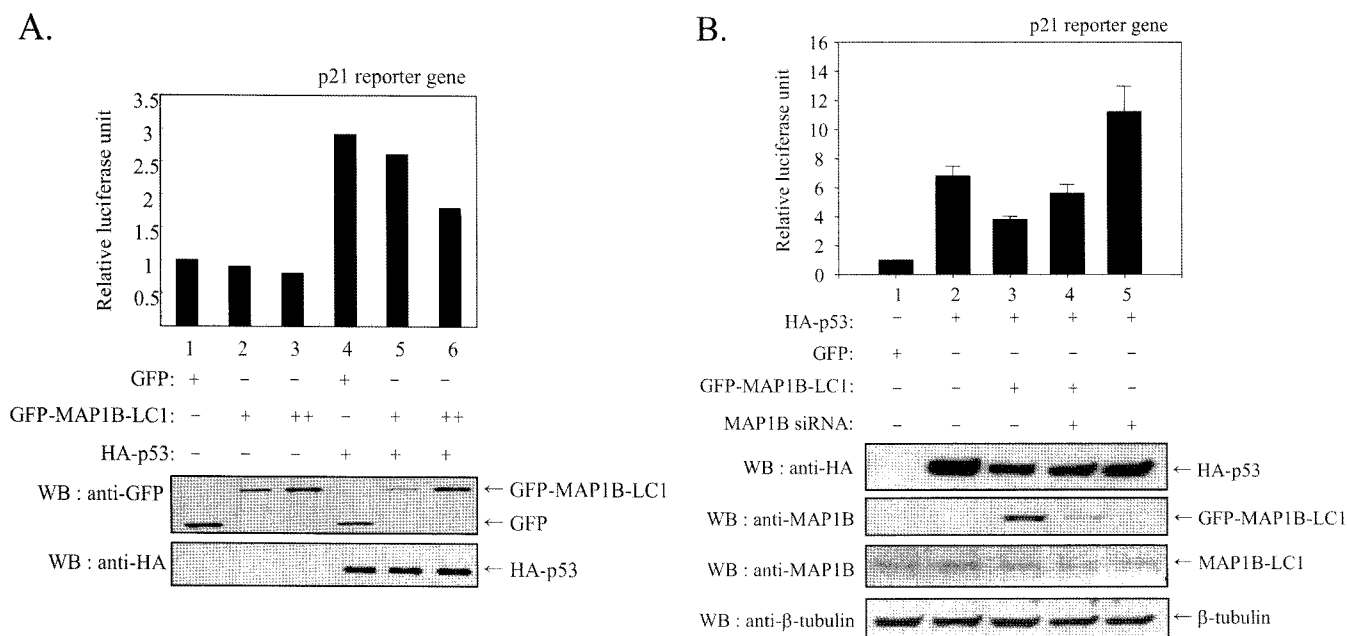 A.
p21 reporter gene
Relative luciferase unit
3.5
3
2.5
2
1.5
1
0.5
1 2 3 4 5 6
GFP: + – – + – –
GFP-MAP1B-LC1: – + ++ – + ++
HA-p53: – – – + + +
WB : anti-GFP
← GFP-MAP1B-LC1
← GFP
WB : anti-HA
← HA-p53
B.
p21 reporter gene
Relative luciferase unit
16
14
12
10
8
6
4
2
0
1 2 3 4 5
HA-p53: – + + + +
GFP: + – – – –
GFP-MAP1B-LC1: – – + + –
MAP1B siRNA: – – – + +
WB : anti-HA
← HA-p53
WB : anti-MAP1B
← GFP-MAP1B-LC1
WB : anti-MAP1B
← MAP1B-LC1
WB : anti-β-tubulin
← β-tubulin